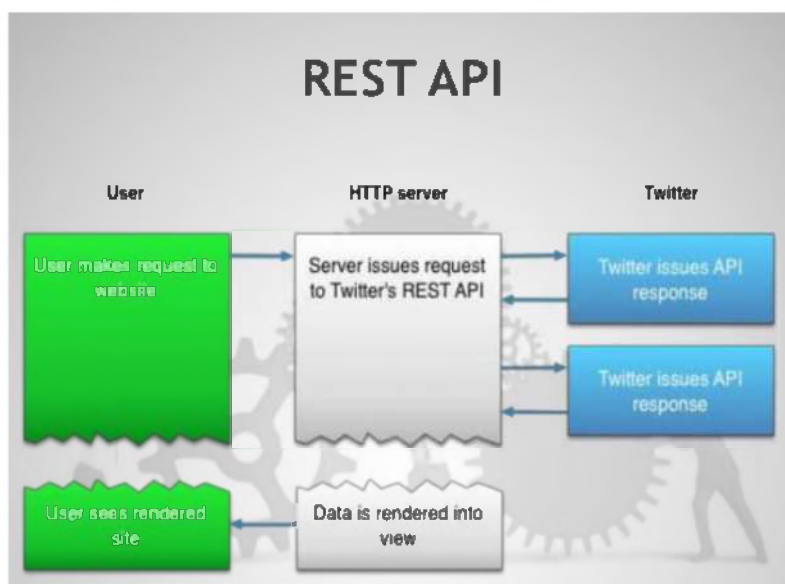 REST API
User
HTTP server
Twitter
User makes request to
website
Server issues request
to Twitter's REST API
Twitter issues API
response
Twitter issues API
response
User sees rendered
site
Data is rendered into
view